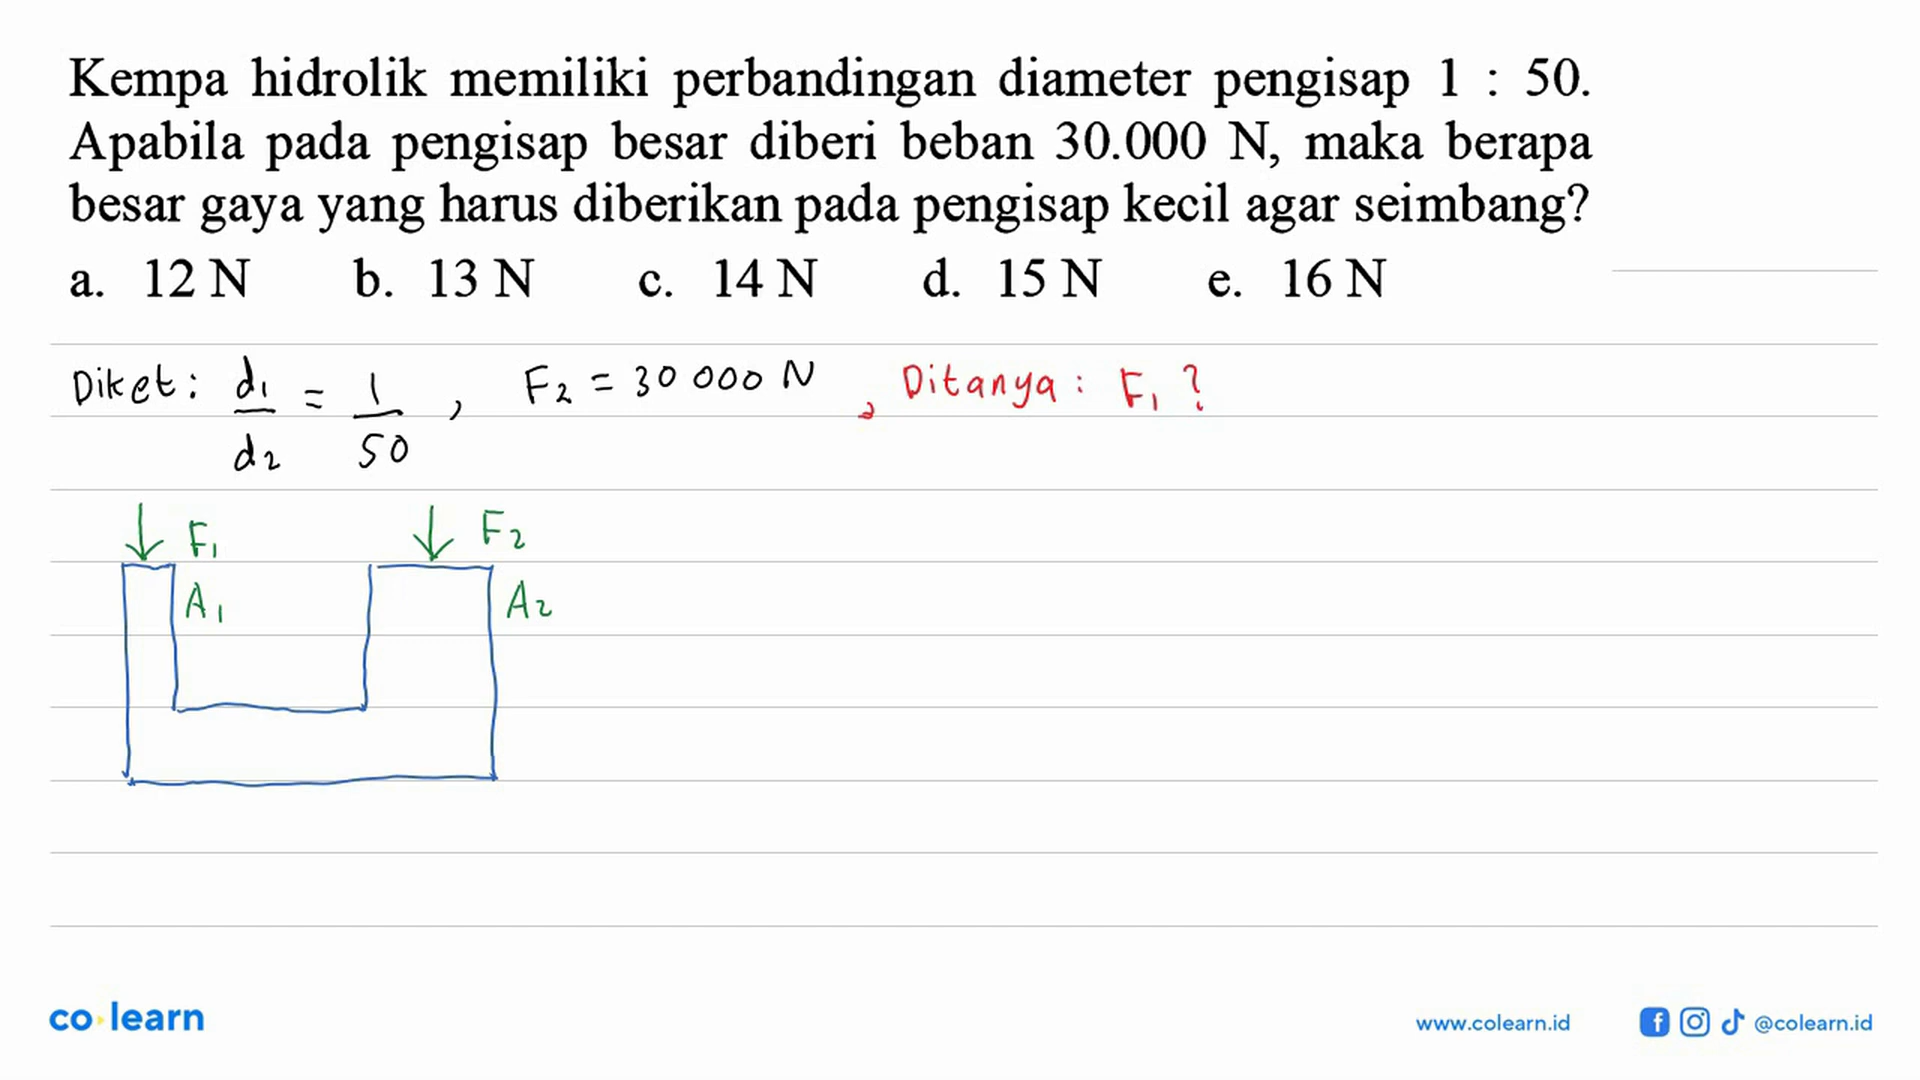 Kempa hidrolik memiliki perbandingan diameter pengisap 1 : 50.
Apabila pada pengisap besar diberi beban 30.000 N, maka berapa
besar gaya yang harus diberikan pada pengisap kecil agar seimbang?
a. 12 N b. 13 N c. 14 N d. 15 N e. 16 N
Diket: d1/d2 = 1/50, F2 = 30 000 N, Ditanya: F1?
F1 F2
A1 A2
co learn
www.colearn.id @colearn.id